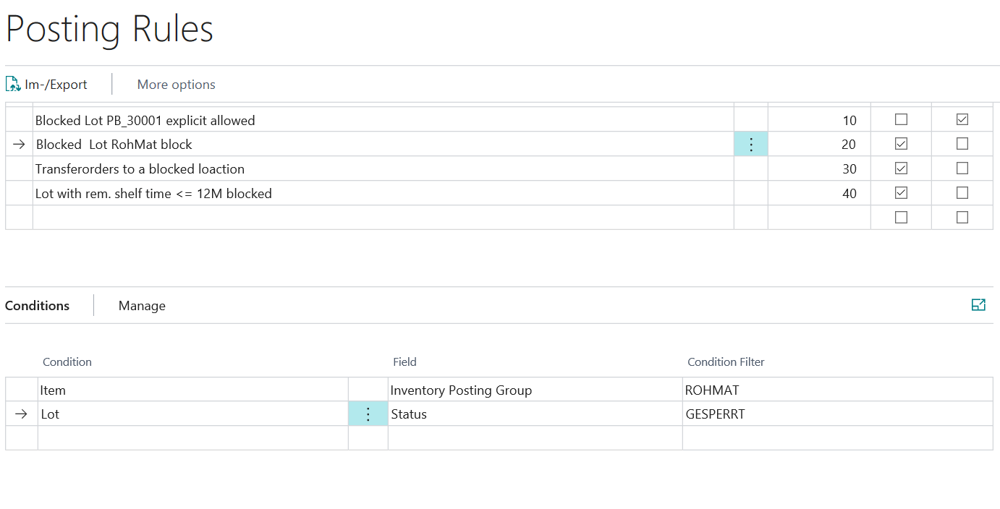 Posting Rules
Im-/Export More options
Blocked Lot PB_30001 explicit allowed 10
Blocked  Lot RohMat block 20
Transferorders to a blocked loaction 30
Lot with rem. shelf time <= 12M blocked 40
Conditions Manage
Condition Field Condition Filter
Item Inventory Posting Group ROHMAT
Lot Status GESPERRT